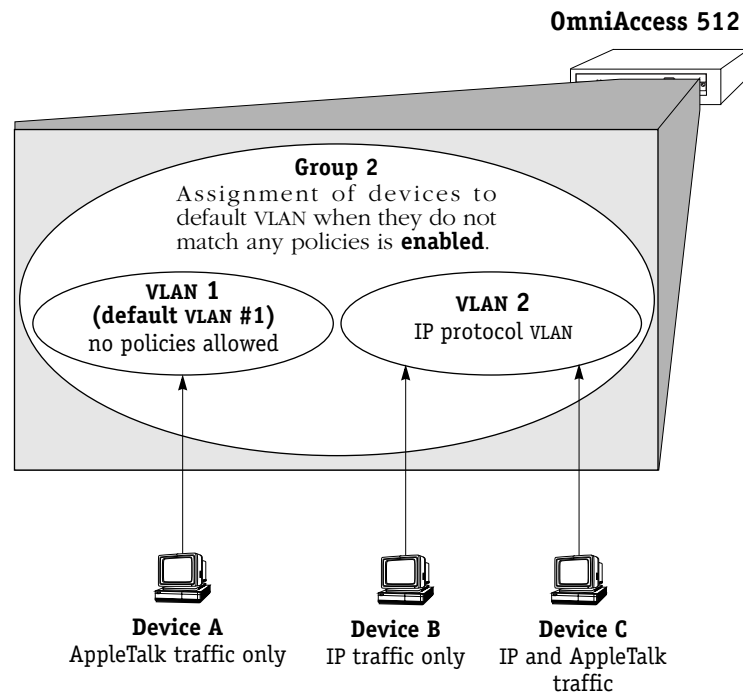 OmniAccess 512
Group 2
Assignment of devices to
default VLAN when they do not
match any policies is enabled.
VLAN 1
(default VLAN #1)
no policies allowed
VLAN 2
IP protocol VLAN
Device A
AppleTalk traffic only
Device B
IP traffic only
Device C
IP and AppleTalk
traffic